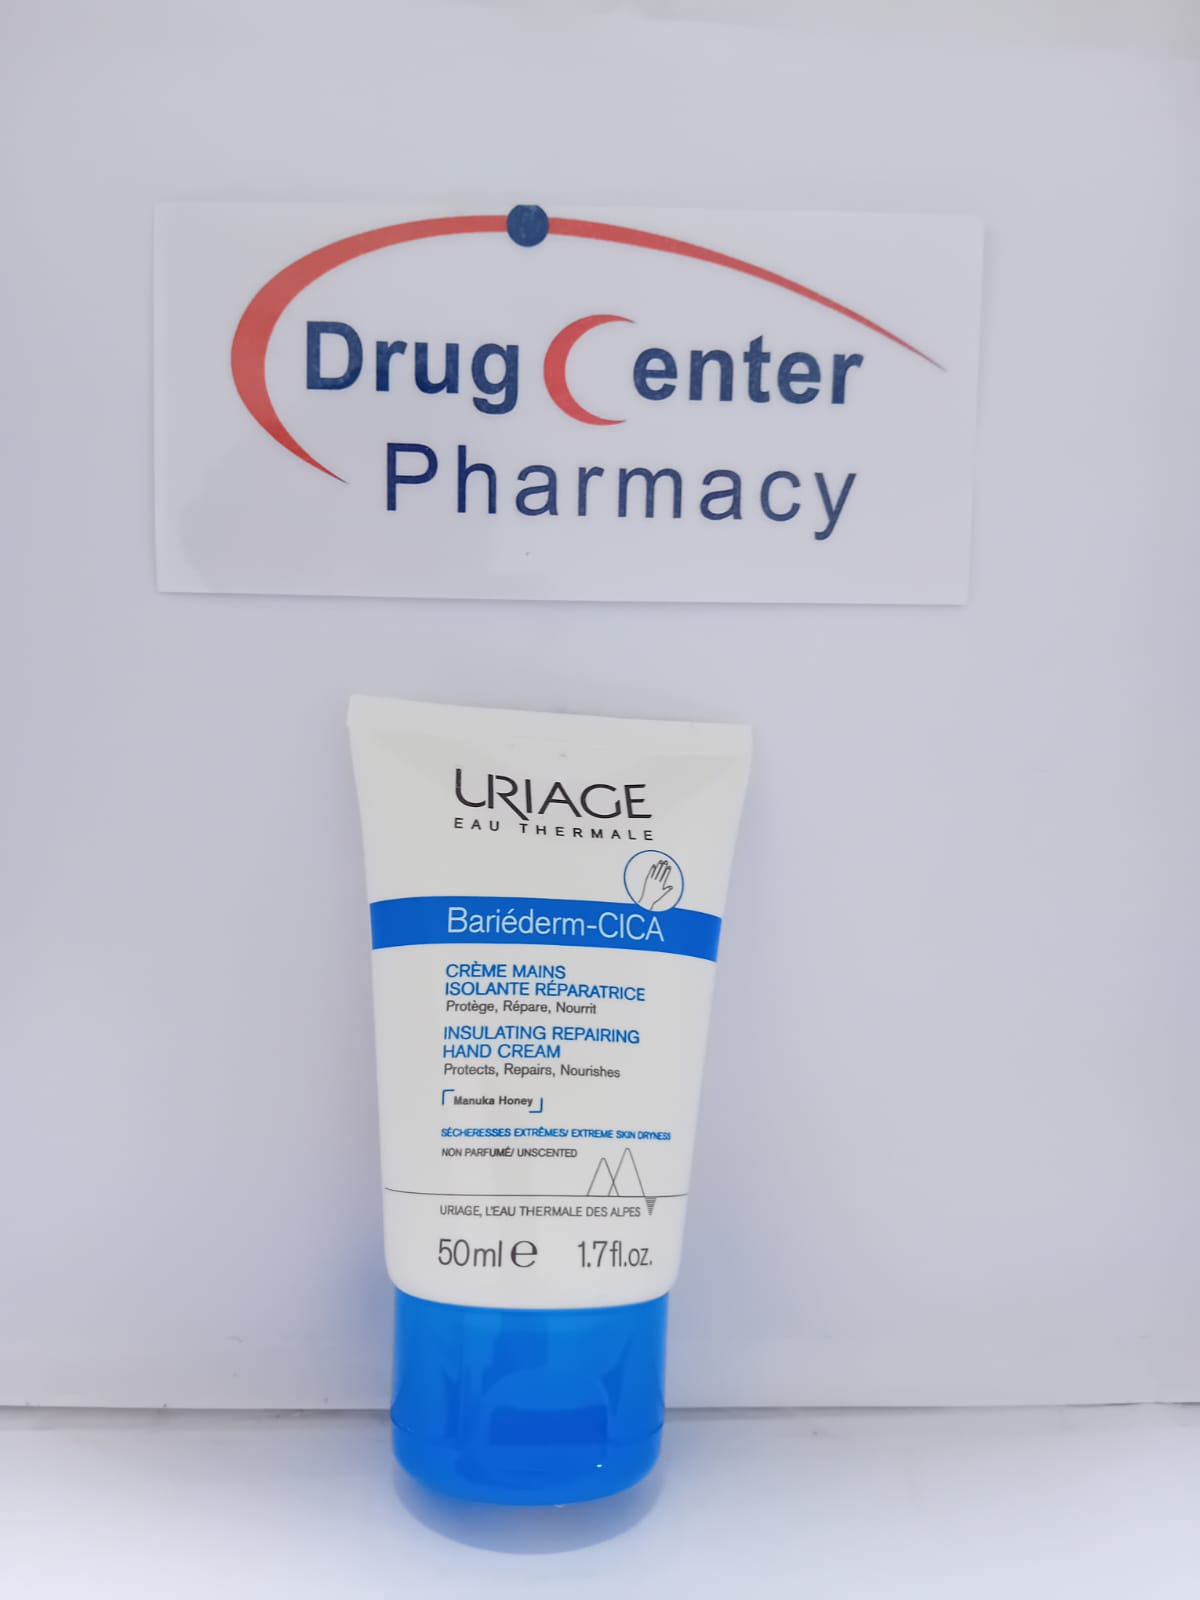 Drug Center
Pharmacy
URIAGE
EAU THERMALE
Bariéderm-CICA
CRÈME MAINS
ISOLANTE RÉPARATRICE
Protège, Répare, Nourrit
INSULATING REPAIRING
HAND CREAM
Protects, Repairs, Nourishes
Manuka Honey
SÉCHERESSES EXTRÊMES/ EXTREME SKIN DRYNESS
NON PARFUMÉ/ UNSCENTED
URIAGE, L'EAU THERMALE DES ALPES
50ml e 1.7fl.oz.